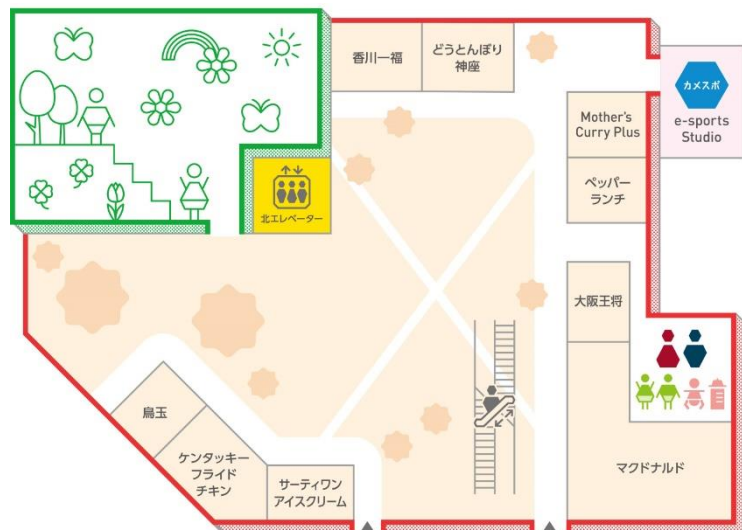 香川一福
どうとんぼり
神座
カメスポ
e-sports
Studio
Mother's
Curry Plus
ペッパー
ランチ
北エレベーター
大阪王将
鳥玉
ケンタッキー
フライド
チキン
サーティワン
アイスクリーム
マクドナルド